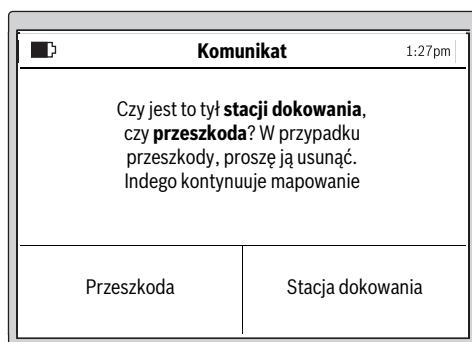 Komunikat 1:27pm
Czy jest to tył stacji dokowania,
czy przeszkoda? W przypadku
przeszkody, proszę ją usunąć.
Indego kontynuuje mapowanie
Przeszkoda Stacja dokowania